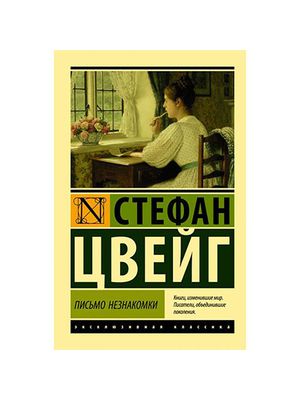 N СТЕФАН
ЦВЕЙГ
ПИСЬМО НЕЗНАКОМКИ
Книги, изменившие мир.
Писатели, объединившие
поколения.
ЭКСКЛЮЗИВНАЯ КЛАССИКА